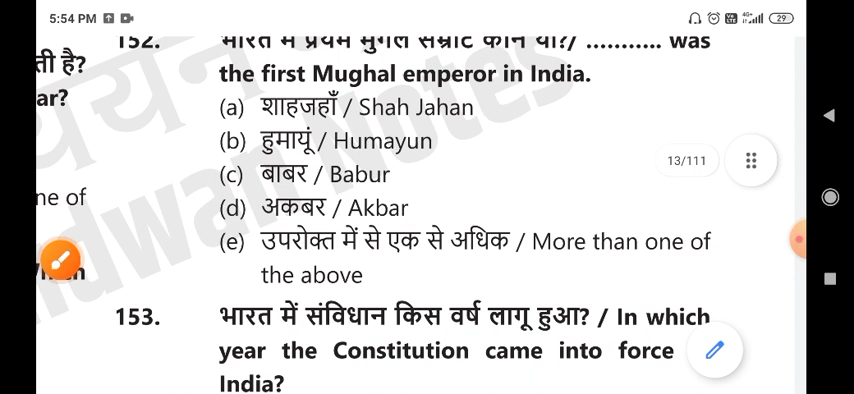 5:54 PM 4G+ 29
152. भारत में प्रथम मुगल सम्राट कौन था?/ ........... was
ती है?
the first Mughal emperor in India.
ar?
(a) शाहजहाँ / Shah Jahan
(b) हुमायूं / Humayun
13/111
(c) बाबर / Babur
ne of
(d) अकबर / Akbar
(e) उपरोक्त में से एक से अधिक / More than one of
the above
153. भारत में संविधान किस वर्ष लागू हुआ? / In which
year the Constitution came into force
India?